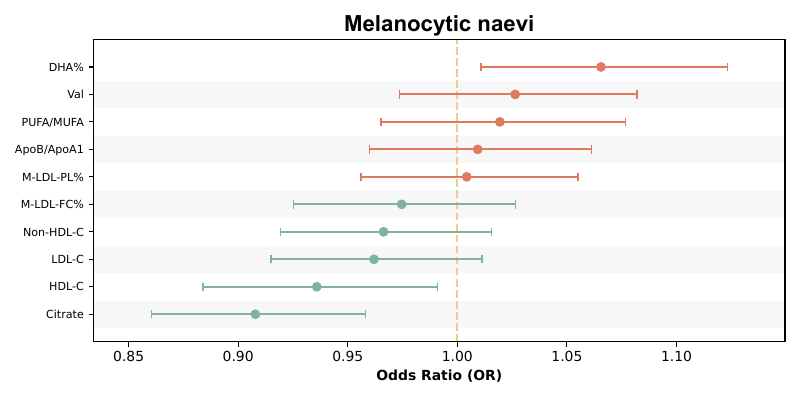 Melanocytic naevi
DHA%
Val
PUFA/MUFA
ApoB/ApoA1
M-LDL-PL%
M-LDL-FC%
Non-HDL-C
LDL-C
HDL-C
Citrate
0.85 0.90 0.95 1.00 1.05 1.10
Odds Ratio (OR)